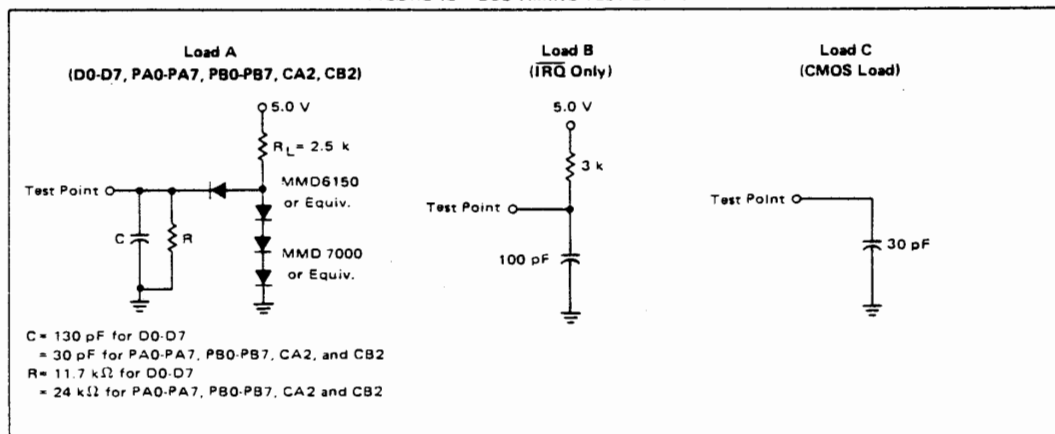 Load A
(D0-D7, PA0-PA7, PB0-PB7, CA2, CB2)
5.0 V
R_L = 2.5 k
Test Point
MMD6150
or Equiv.
C
R
MMD 7000
or Equiv.
C = 130 pF for D0-D7
= 30 pF for PA0-PA7, PB0-PB7, CA2, and CB2
R = 11.7 kΩ for D0-D7
= 24 kΩ for PA0-PA7, PB0-PB7, CA2 and CB2
Load B
(I̅R̅Q̅ Only)
5.0 V
3 k
Test Point
100 pF
Load C
(CMOS Load)
Test Point
30 pF